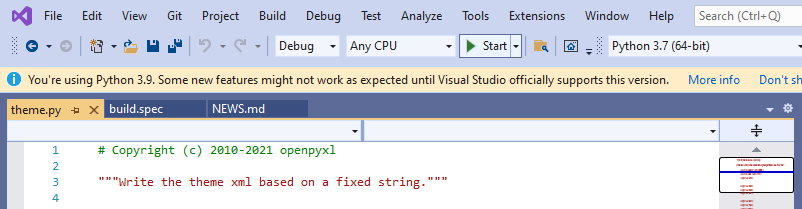 File Edit View Git Project Build Debug Test Analyze Tools Extensions Window Help Search (Ctrl+Q)
Debug Any CPU Start Python 3.7 (64-bit)
You're using Python 3.9. Some new features might not work as expected until Visual Studio officially supports this version. More info Don't sh
theme.py build.spec NEWS.md
1 # Copyright (c) 2010-2021 openpyxl
2
3 """Write the theme xml based on a fixed string."""
4